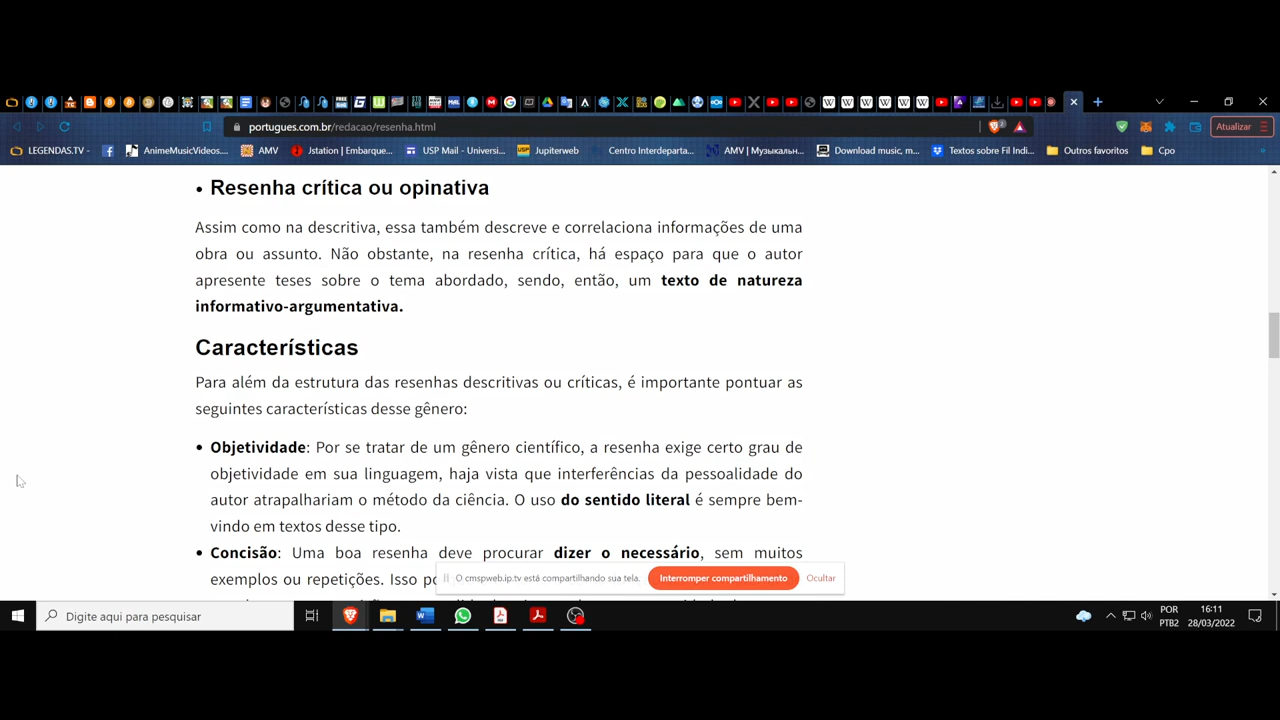 portugues.com.br/redacao/resenha.html
Atualizar
LEGENDAS.TV -
AnimeMusicVideos...
AMV
Jstation | Embarque...
USP Mail - Universi...
Jupiterweb
Centro Interdeparta...
AMV | Музыкальн...
Download music, m...
Textos sobre Fil Indi...
Outros favoritos
Cpo
• Resenha crítica ou opinativa
Assim como na descritiva, essa também descreve e correlaciona informações de uma
obra ou assunto. Não obstante, na resenha crítica, há espaço para que o autor
apresente teses sobre o tema abordado, sendo, então, um texto de natureza
informativo-argumentativa.
Características
Para além da estrutura das resenhas descritivas ou críticas, é importante pontuar as
seguintes características desse gênero:
• Objetividade: Por se tratar de um gênero científico, a resenha exige certo grau de
objetividade em sua linguagem, haja vista que interferências da pessoalidade do
autor atrapalhariam o método da ciência. O uso do sentido literal é sempre bem-
vindo em textos desse tipo.
• Concisão: Uma boa resenha deve procurar dizer o necessário, sem muitos
exemplos ou repetições. Isso
O cmspweb.ip.tv está compartilhando sua tela.
Interromper compartilhamento
Ocultar
Digite aqui para pesquisar
POR
PTB2
16:11
28/03/2022